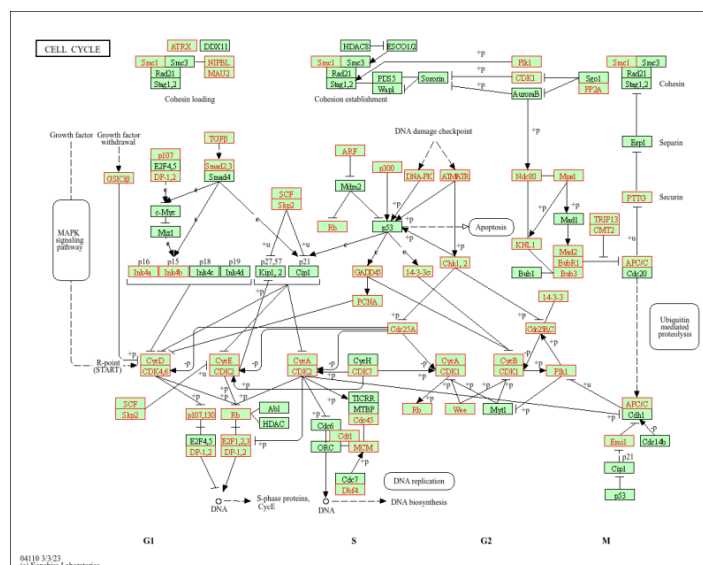 CELL CYCLE
ATRX DDX11
Smc1 Smc3 NIPBL
Rad21 MAU2
Stag1,2
Cohesin loading
HDAC8 ESCO1/2
+p
Smc1 Smc3
Rad21
Stag1,2
PDS5
Wapl
Sororin
Cohesion establishment
Plk1
CDK1
AuroraB
Sgo1
PP2A
Smc1 Smc3
Rad21
Stag1,2
Cohesin
Growth factor
Growth factor
withdrawal
GSK3β
p107
E2F4,5
DP-1,2
TGFβ
Smad2,3
Smad4
c-Myc
Miz1
SCF
Skp2
ARF
Mdm2
Rb
p300
DNA damage checkpoint
DNA-PK
ATM/ATR
p53
Apoptosis
Ndc80
Mps1
KNL1
Mad1
Mad2
BubR1
Bub3
Bub1
TRIP13
CMT2
Esp1
Separin
PTTG
Securin
APC/C
Cdc20
MAPK
signaling
pathway
p16 p15 p18 p19 p27,57 p21
Ink4a Ink4b Ink4c Ink4d Kip1, 2 Cip1
GADD45
14-3-3σ
Chk1, 2
PCNA
Cdc25A
14-3-3
Cdc25B,C
Ubiquitin
mediated
proteolysis
R-point
(START)
CycD
CDK4,6
CycE
CDK2
CycA
CDK2
CycH
CDK7
CycA
CDK1
CycB
CDK1
Plk1
SCF
Skp2
p107,130
E2F4,5
DP-1,2
Rb
E2F1,2,3
DP-1,2
Abl
HDAC
TICRR
MTBP
Cdc45
Cdc6
Cdt1
ORC
MCM
Cdc7
Dbf4
Rb
Wee
Myt1
APC/C
Cdh1
Emi1
Cdc14b
p21
Cip1
p53
DNA replication
DNA
S-phase proteins,
CycE
DNA
DNA biosynthesis
G1 S G2 M
04110 3/3/23
(c) Kanehisa Laboratories